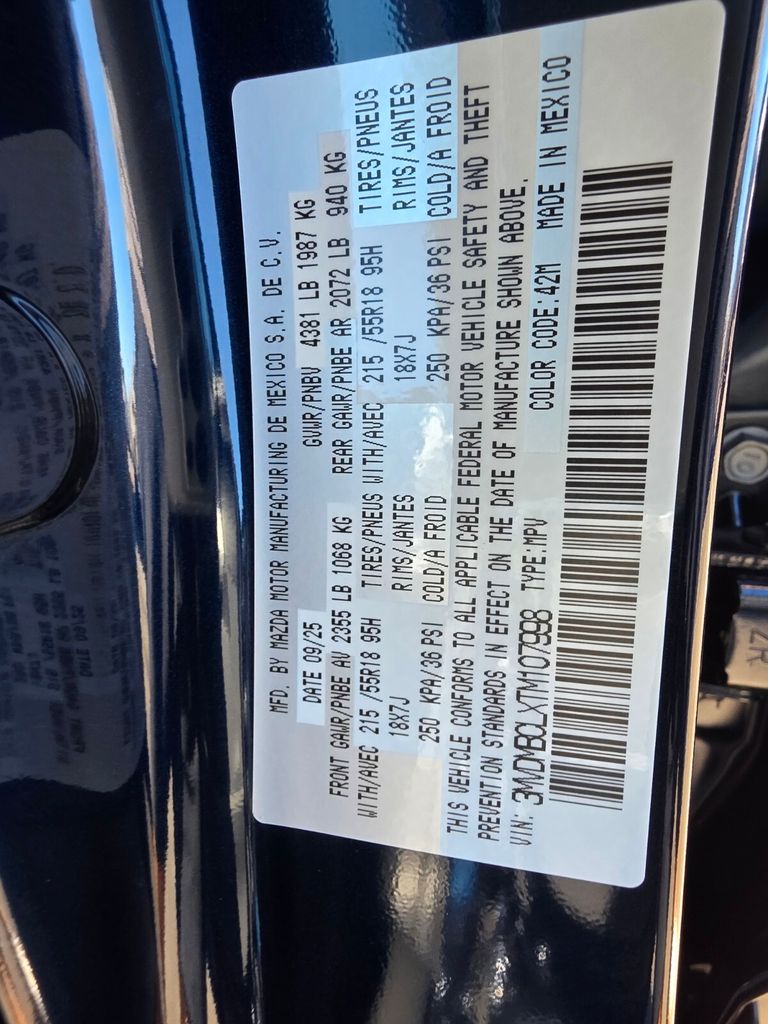 MFD. BY MAZDA MOTOR MANUFACTURING DE MEXICO S.A. DE C.V.
DATE 09/25 GVWR/PNBV 4381 LB 1987 KG
FRONT GAWR/PNBE AV 2355 LB 1068 KG REAR GAWR/PNBE AR 2072 LB 940 KG
WITH/AVEC 215 /55R18 95H TIRES/PNEUS WITH/AVEC 215 /55R18 95H TIRES/PNEUS
18X7J RIMS/JANTES 18X7J RIMS/JANTES
250 KPA/36 PSI COLD/A FROID 250 KPA/36 PSI COLD/A FROID
THIS VEHICLE CONFORMS TO ALL APPLICABLE FEDERAL MOTOR VEHICLE SAFETY AND THEFT
PREVENTION STANDARDS IN EFFECT ON THE DATE OF MANUFACTURE SHOWN ABOVE.
VIN: 3MVDMBCLXTM107998 TYPE:MPV COLOR CODE:42M MADE IN MEXICO
2R